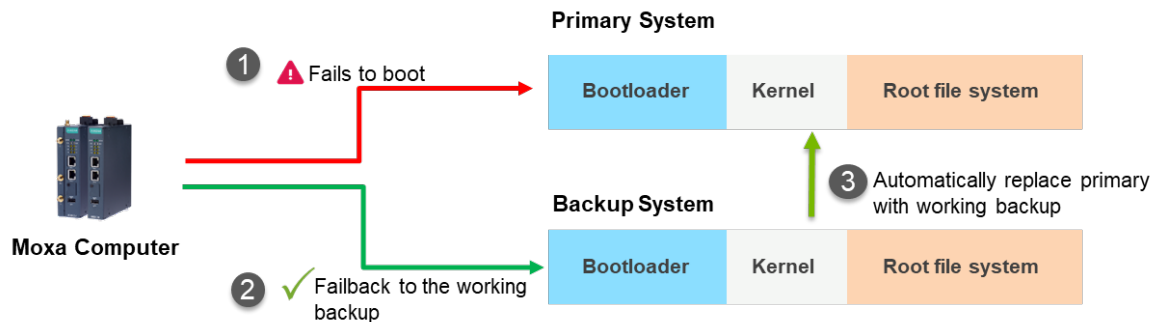 Primary System
1
Fails to boot
Bootloader
Kernel
Root file system
3
Automatically replace primary
with working backup
Backup System
Moxa Computer
Bootloader
Kernel
Root file system
2
Failback to the working
backup